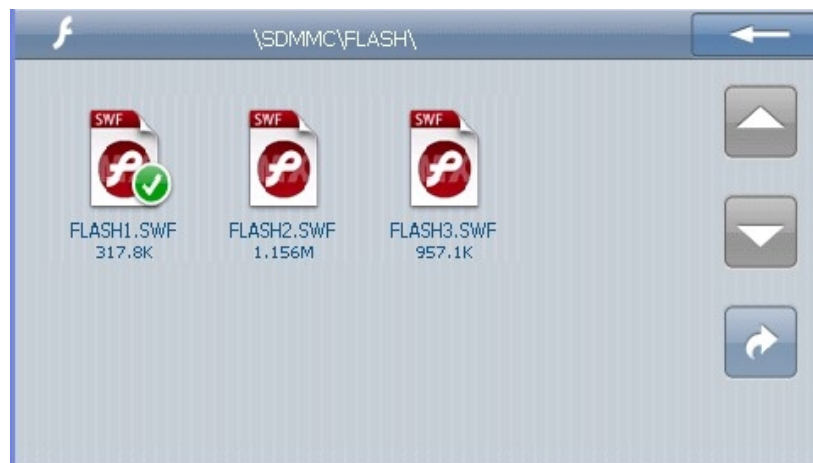 \SDMMC\FLASH\
SWF
SWF
SWF
FLASH1.SWF
317.8K
FLASH2.SWF
1.156M
FLASH3.SWF
957.1K